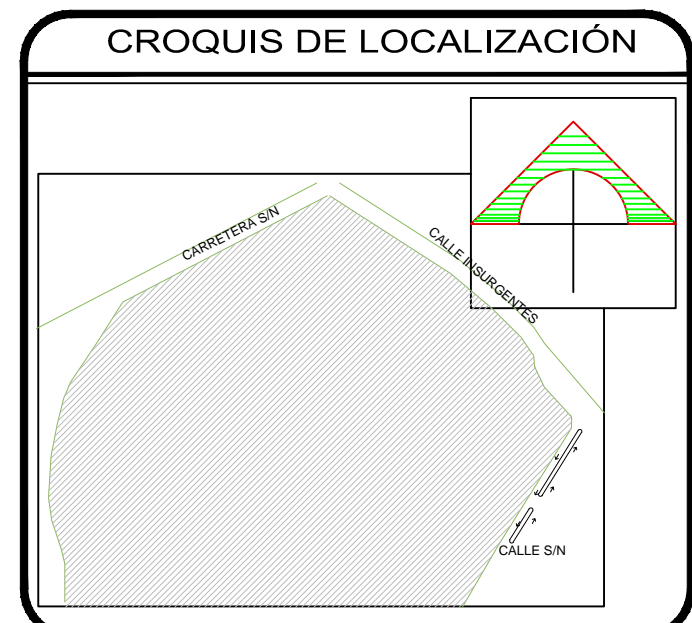 CROQUIS DE LOCALIZACIÓN
CARRETERA S/N
CALLE INSURGENTES
CALLE S/N